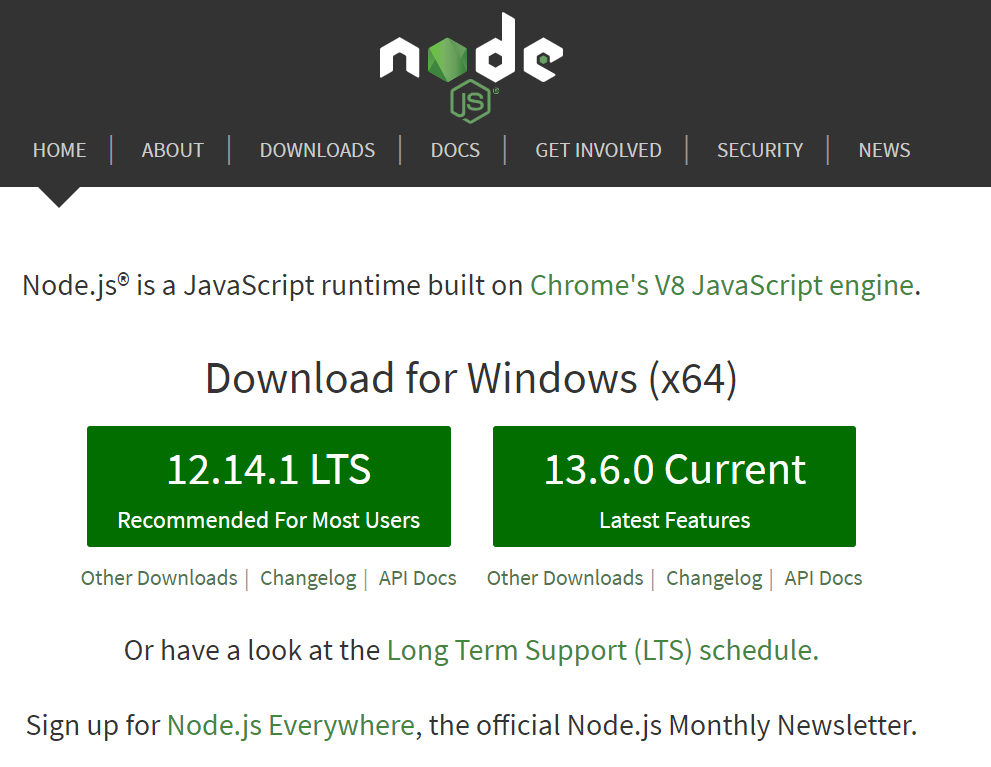 node
JS®
HOME | ABOUT | DOWNLOADS | DOCS | GET INVOLVED | SECURITY | NEWS
Node.js® is a JavaScript runtime built on Chrome's V8 JavaScript engine.
Download for Windows (x64)
12.14.1 LTS
Recommended For Most Users
13.6.0 Current
Latest Features
Other Downloads | Changelog | API Docs
Other Downloads | Changelog | API Docs
Or have a look at the Long Term Support (LTS) schedule.
Sign up for Node.js Everywhere, the official Node.js Monthly Newsletter.